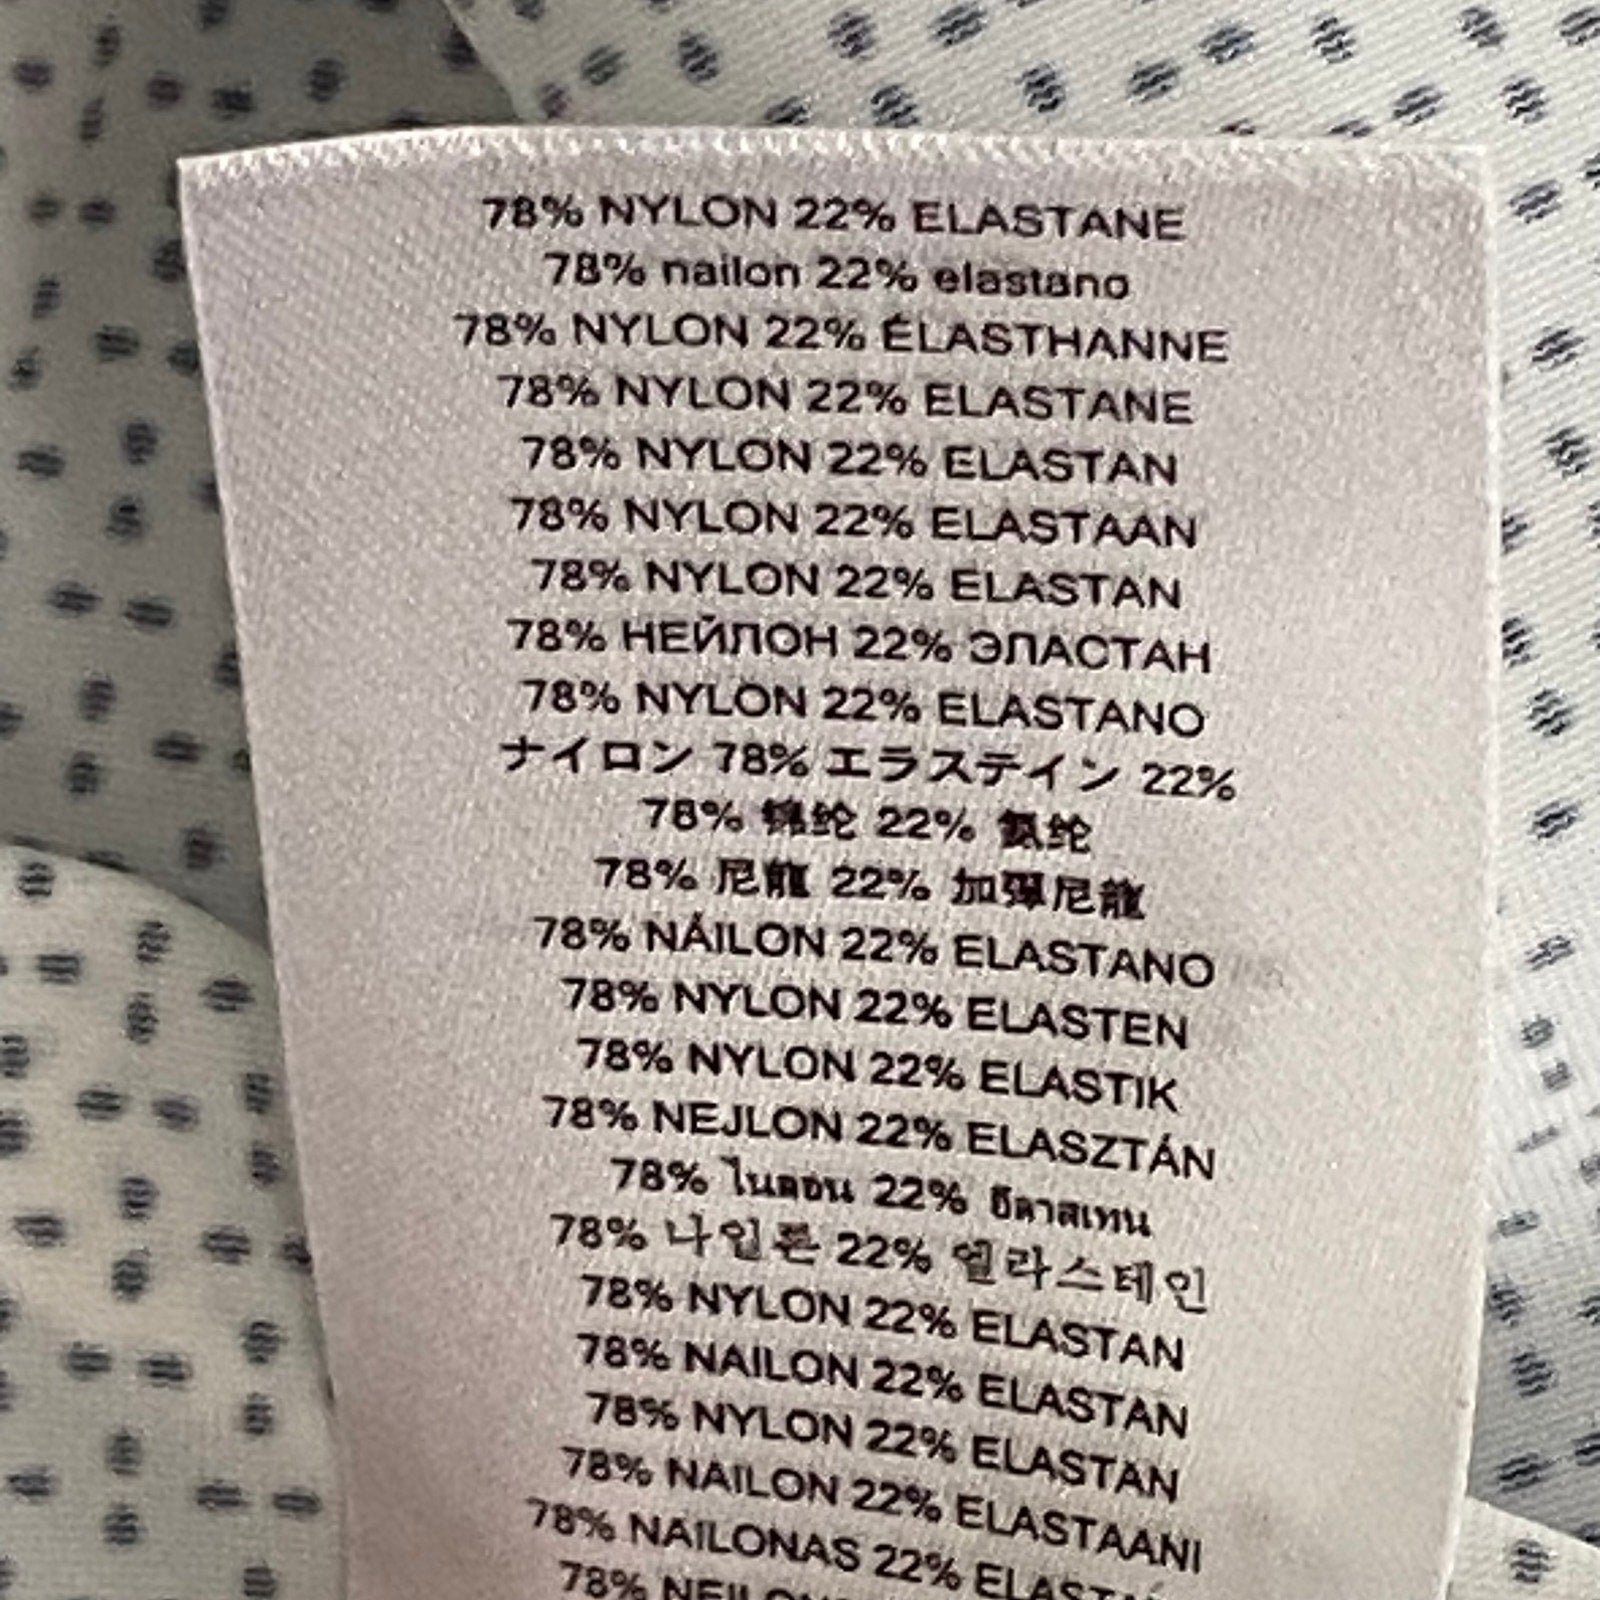 78% NYLON 22% ELASTANE
78% nailon 22% elastano
78% NYLON 22% ÉLASTHANNE
78% NYLON 22% ELASTANE
78% NYLON 22% ELASTAN
78% NYLON 22% ELASTAAN
78% NYLON 22% ELASTAN
78% НЕЙЛОН 22% ЭЛАСТАН
78% NYLON 22% ELASTANO
ナイロン 78% エラステイン 22%
78% 锦纶 22% 氨纶
78% 尼龍 22% 加彈尼龍
78% NÁILON 22% ELASTANO
78% NYLON 22% ELASTEN
78% NYLON 22% ELASTIK
78% NEJLON 22% ELASZTÁN
78% ไนลอน 22% อีลาสเทน
78% 나일론 22% 엘라스테인
78% NYLON 22% ELASTAN
78% NAILON 22% ELASTAN
78% NYLON 22% ELASTAN
78% NAILON 22% ELASTAANI
78% NAILONAS 22%
78%